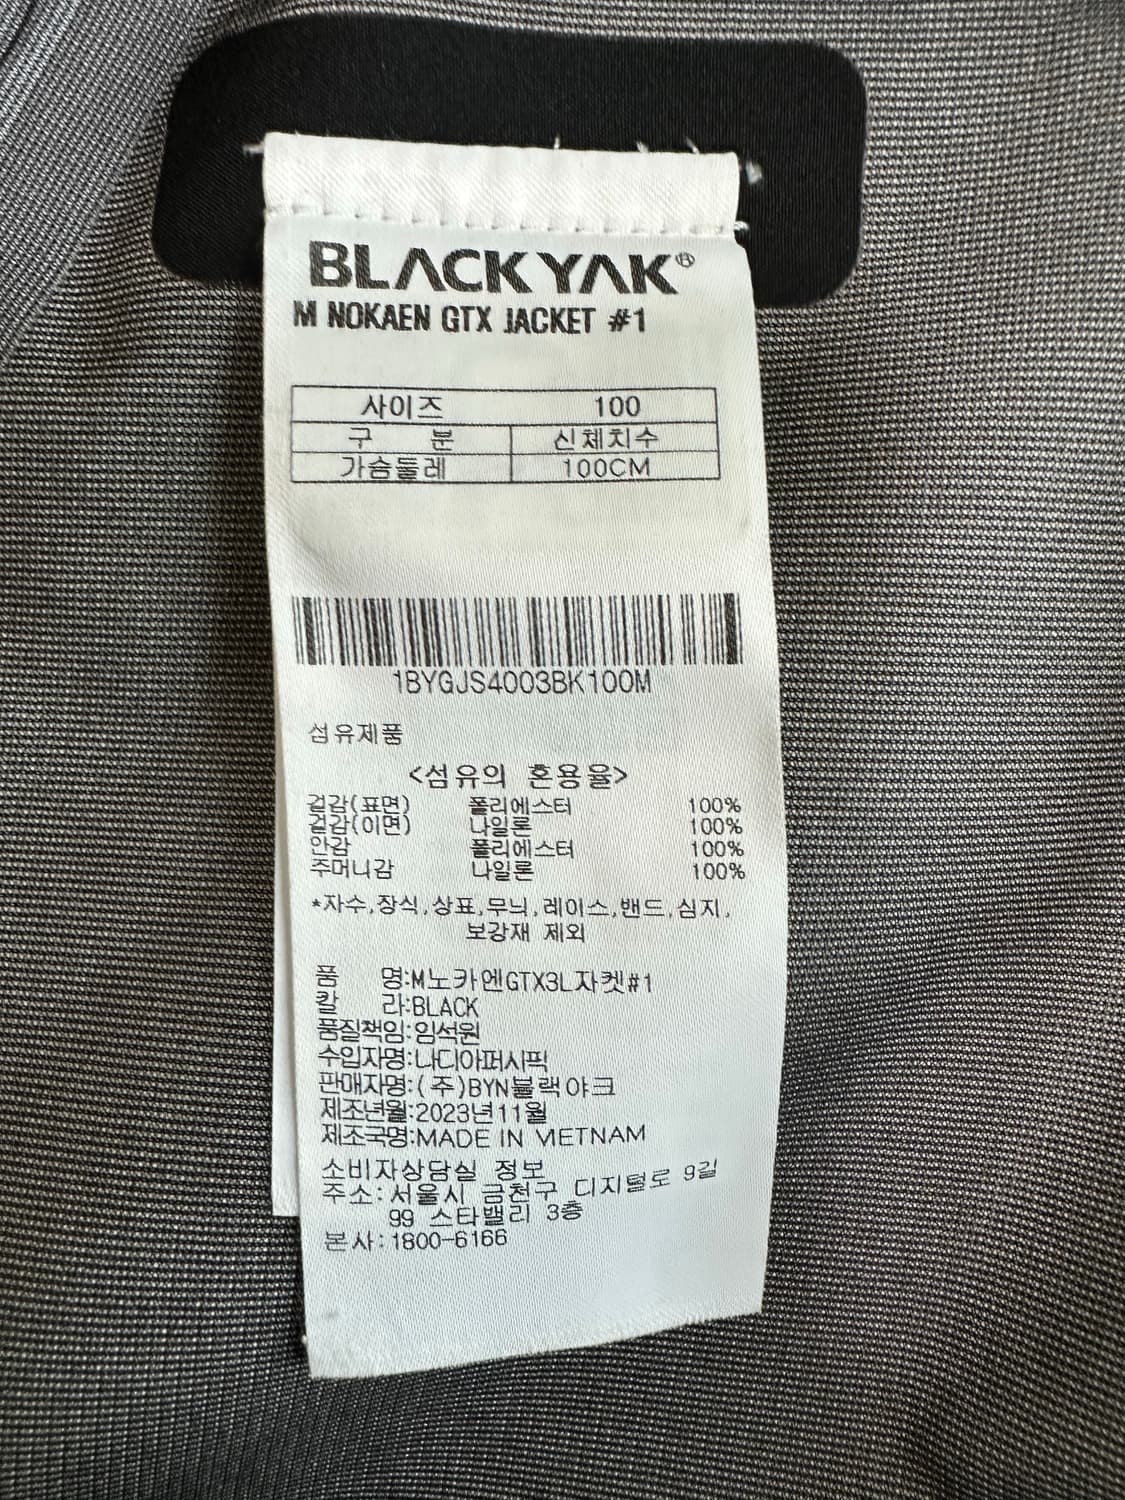 BLACKYAK®
M NOKAEN GTX JACKET #1
사이즈 100
구 분 신체치수
가슴둘레 100CM
1BYGJS4003BK100M
섬유제품
<섬유의 혼용율>
겉감(표면) 폴리에스터 100%
겉감(이면) 나일론 100%
안감 폴리에스터 100%
주머니감 나일론 100%
*자수,장식,상표,무늬,레이스,밴드,심지,
보강재 제외
품 명:M노카엔GTX3L자켓#1
칼 라:BLACK
품질책임:임석원
수입자명:나디아퍼시픽
판매자명:(주)BYN블랙야크
제조년월:2023년11월
제조국명:MADE IN VIETNAM
소비자상담실 정보
주소:서울시 금천구 디지털로 9길
99 스타밸리 3층
본사:1800-6166